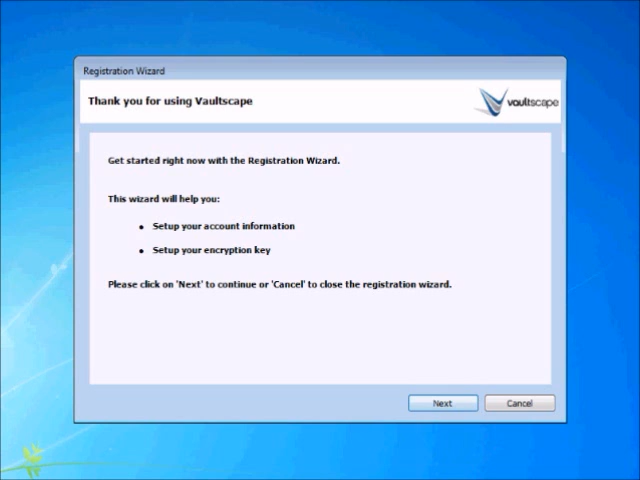 Registration Wizard
Thank you for using Vaultscape
vaultscape
Get started right now with the Registration Wizard.
This wizard will help you:
• Setup your account information
• Setup your encryption key
Please click on 'Next' to continue or 'Cancel' to close the registration wizard.
Next Cancel